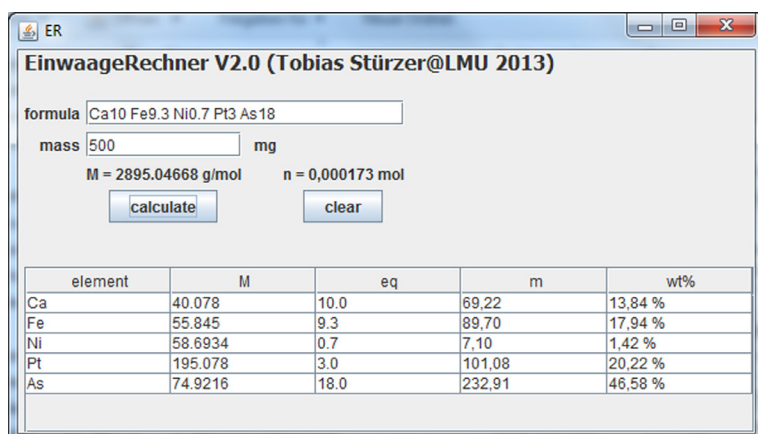 ER
EinwaageRechner V2.0 (Tobias Stürzer@LMU 2013)
formula Ca10 Fe9.3 Ni0.7 Pt3 As18
mass 500 mg
M = 2895.04668 g/mol n = 0,000173 mol
calculate clear
element M eq m wt%
Ca 40.078 10.0 69,22 13,84 %
Fe 55.845 9.3 89,70 17,94 %
Ni 58.6934 0.7 7,10 1,42 %
Pt 195.078 3.0 101,08 20,22 %
As 74.9216 18.0 232,91 46,58 %